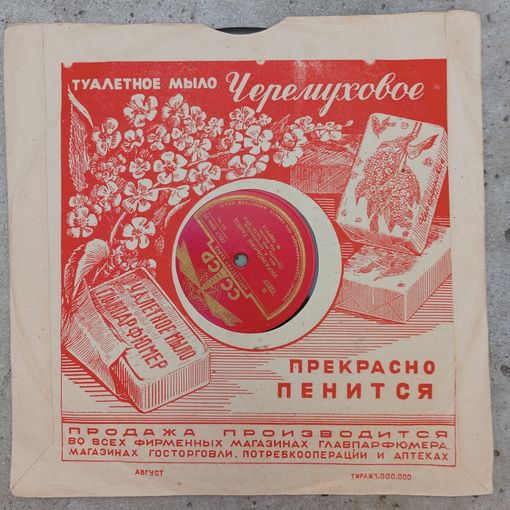 ТУАЛЕТНОЕ МЫЛО Черемуховое
СССР
ТУАЛЕТНОЕ МЫЛО
ГЛАВПАРФЮМЕР
ПРЕКРАСНО
ПЕНИТСЯ
ПРОДАЖА ПРОИЗВОДИТСЯ
ВО ВСЕХ ФИРМЕННЫХ МАГАЗИНАХ ГЛАВПАРФЮМЕРА,
МАГАЗИНАХ ГОСТОРГОВЛИ, ПОТРЕБКООПЕРАЦИИ И АПТЕКАХ
АВГУСТ
ТИРАЖ 1.000.000